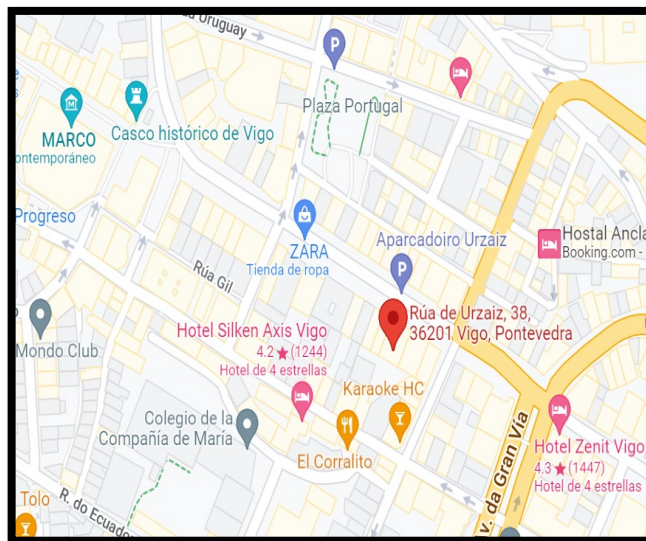 da Uruguay
P
Plaza Portugal
MARCO
ontemporáneo
Casco histórico de Vigo
Progreso
ZARA
Tienda de ropa
Aparcadoiro Urzaiz
P
Hostal Ancla
Booking.com -
Rúa Gil
Rúa de Urzaiz, 38,
36201 Vigo, Pontevedra
Hotel Silken Axis Vigo
4.2 ★ (1244)
Hotel de 4 estrellas
Mondo Club
Karaoke HC
Colegio de la
Compañía de María
El Corralito
Hotel Zenit Vigo
4.3 ★ (1447)
Hotel de 4 estrellas
Av. da Gran Vía
Tolo
R. do Ecuador